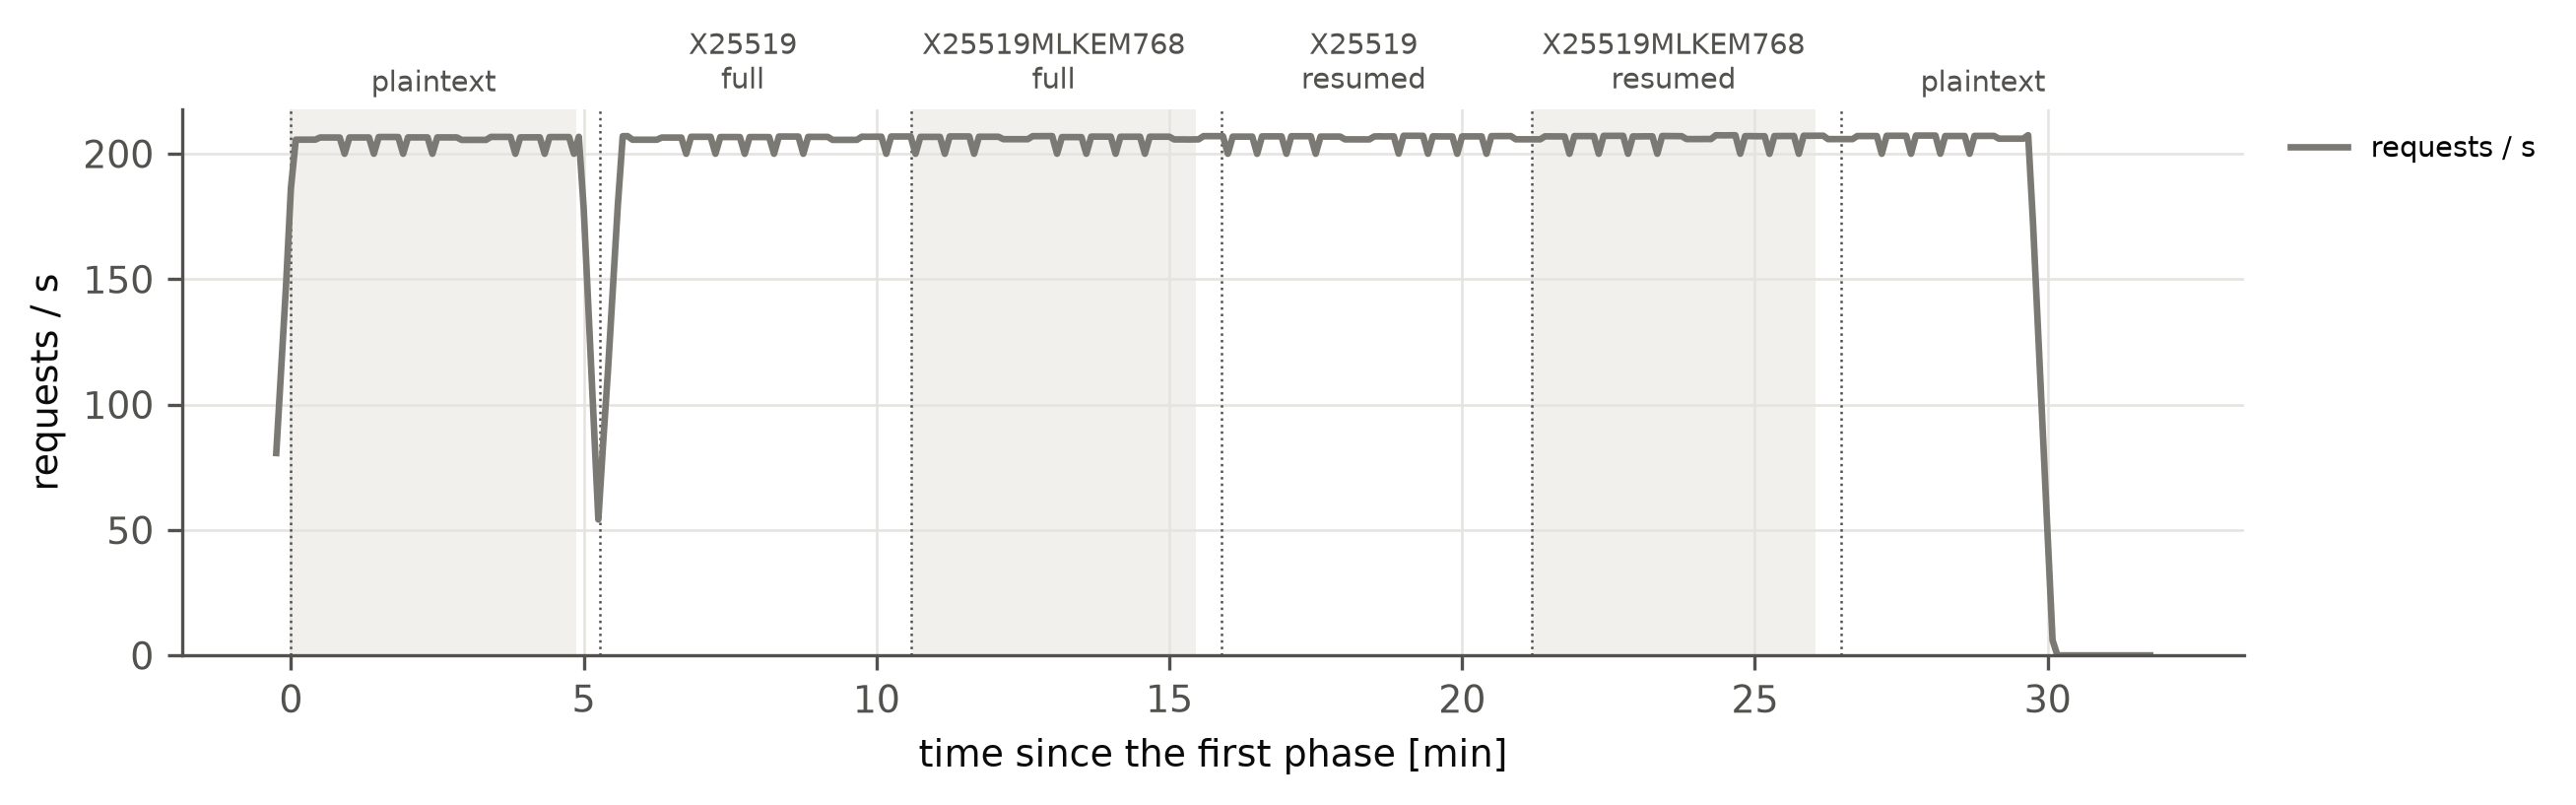 plaintext
X25519
full
X25519MLKEM768
full
X25519
resumed
X25519MLKEM768
resumed
plaintext
requests / s
200
150
100
50
0
requests / s
0 5 10 15 20 25 30
time since the first phase [min]